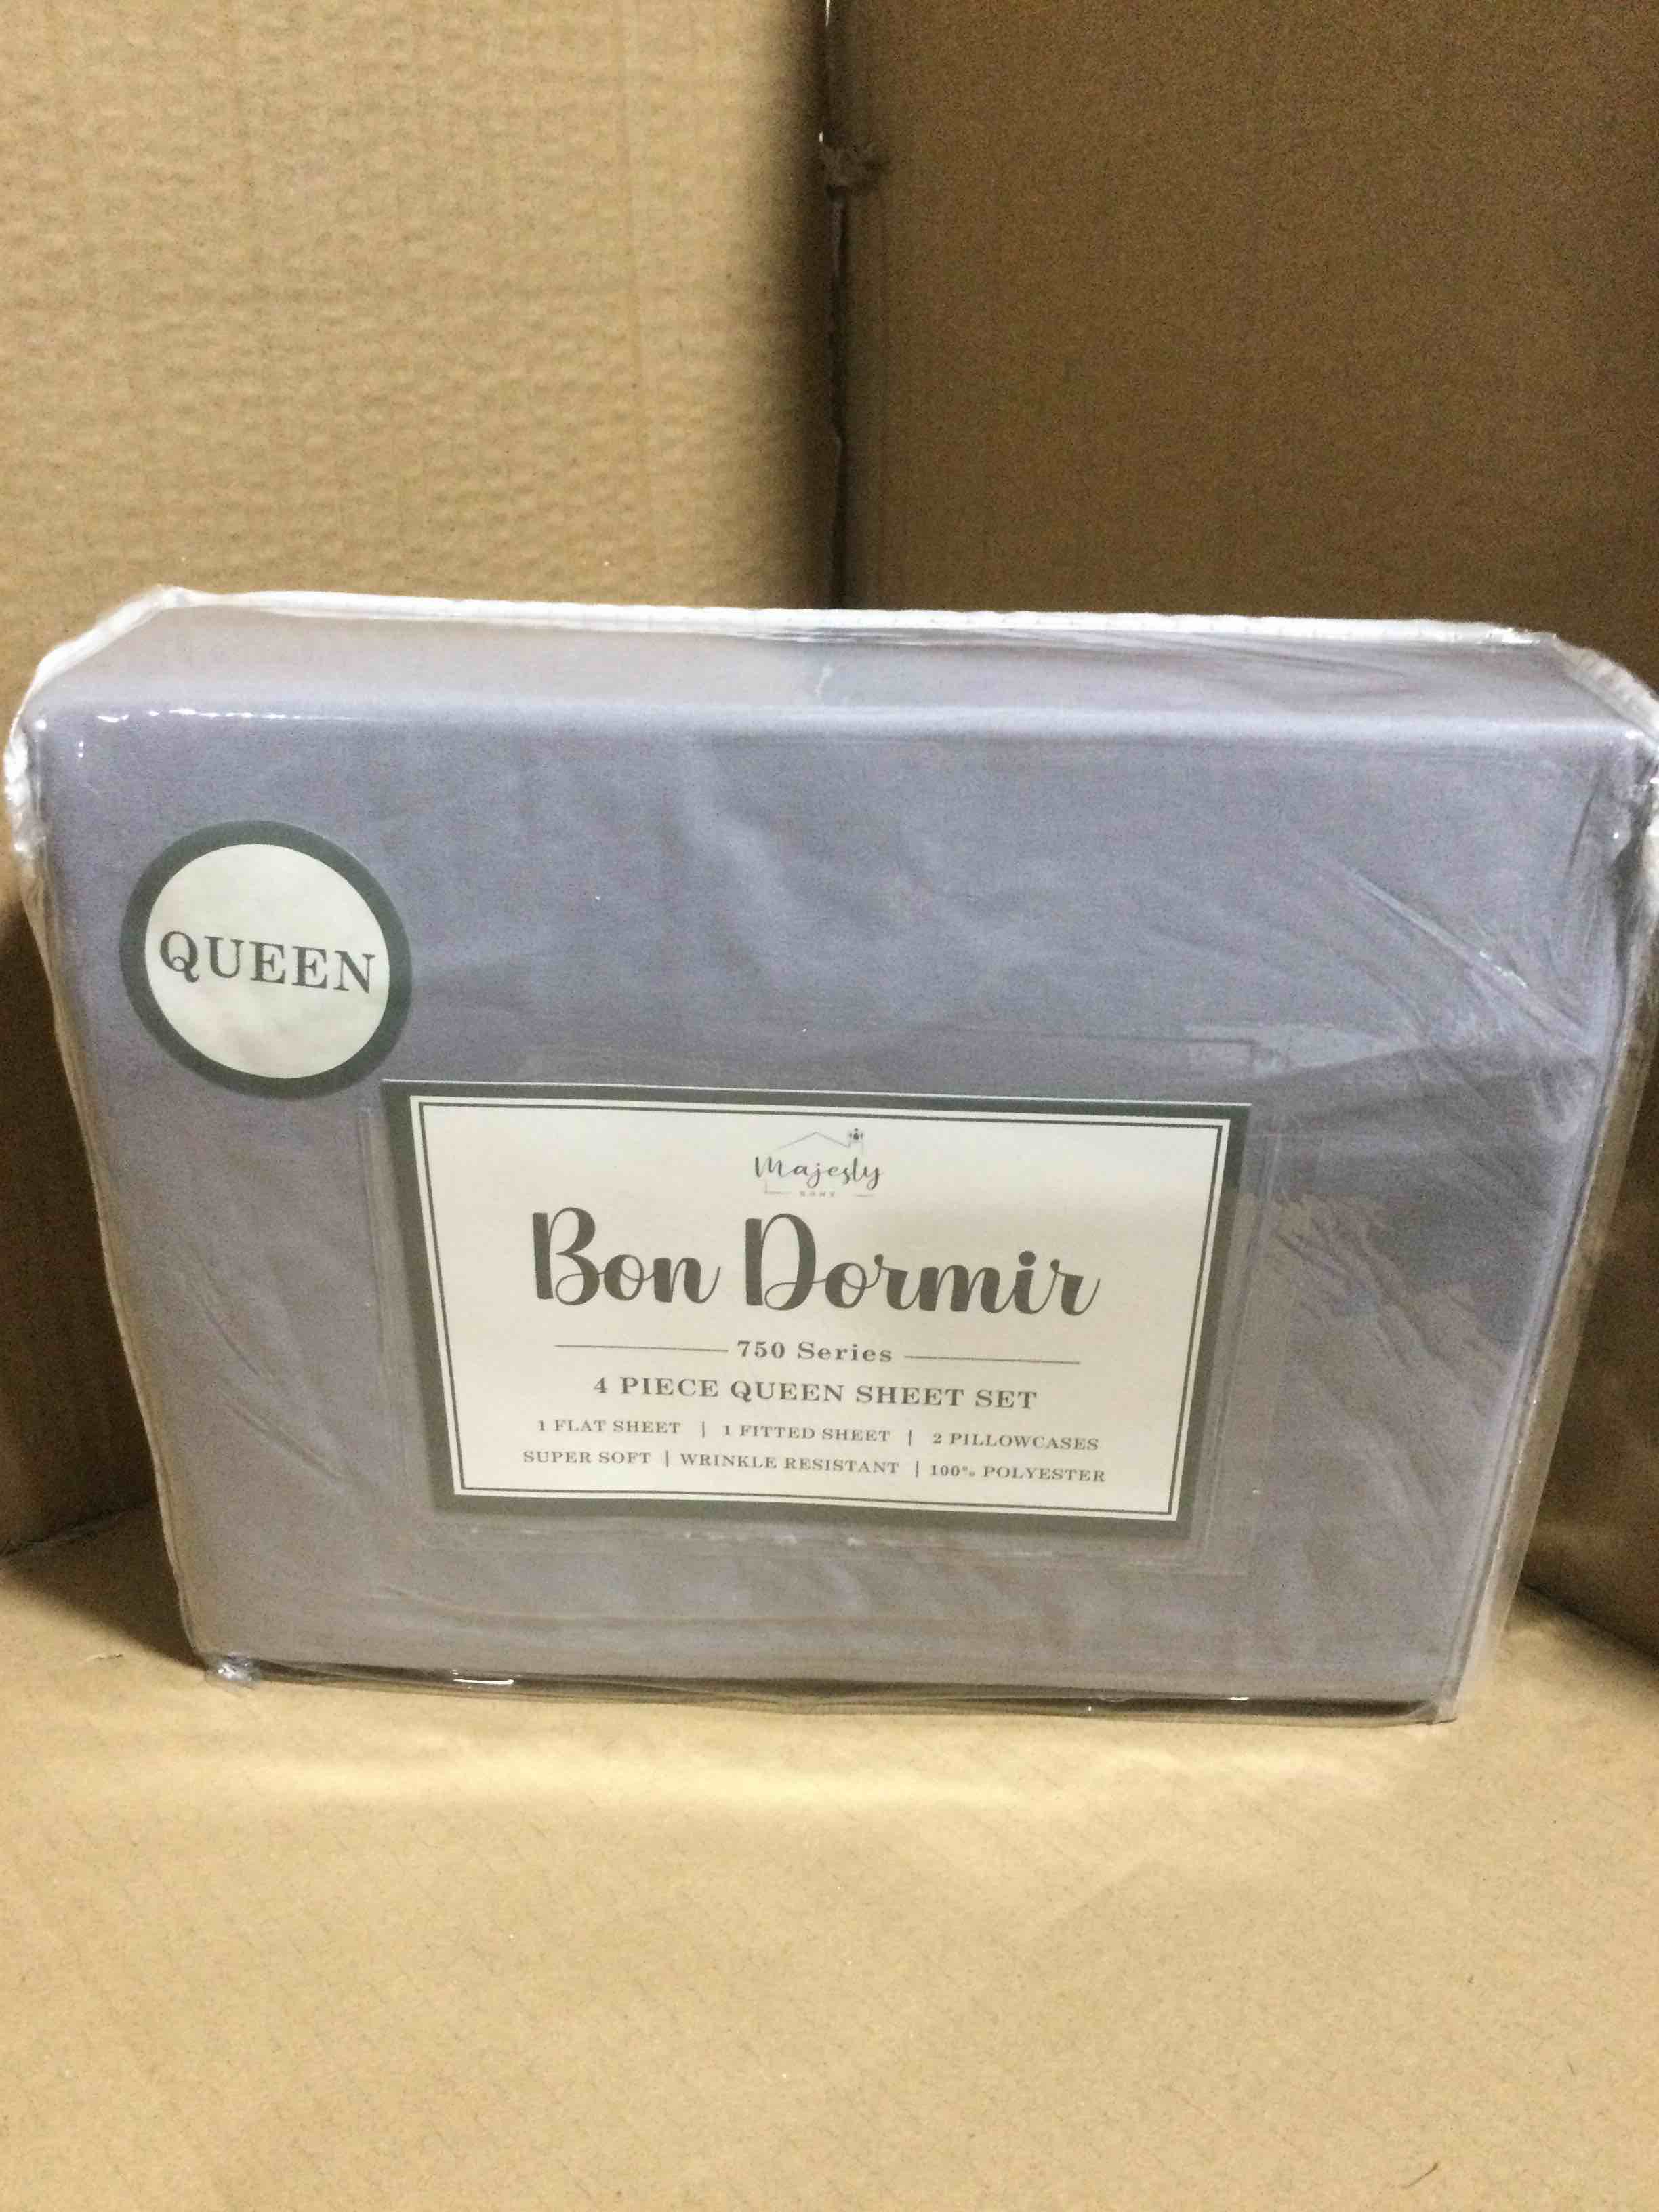 QUEEN
Majesty
HOME
Bon Dormir
750 Series
4 PIECE QUEEN SHEET SET
1 FLAT SHEET | 1 FITTED SHEET | 2 PILLOWCASES
SUPER SOFT | WRINKLE RESISTANT | 100% POLYESTER